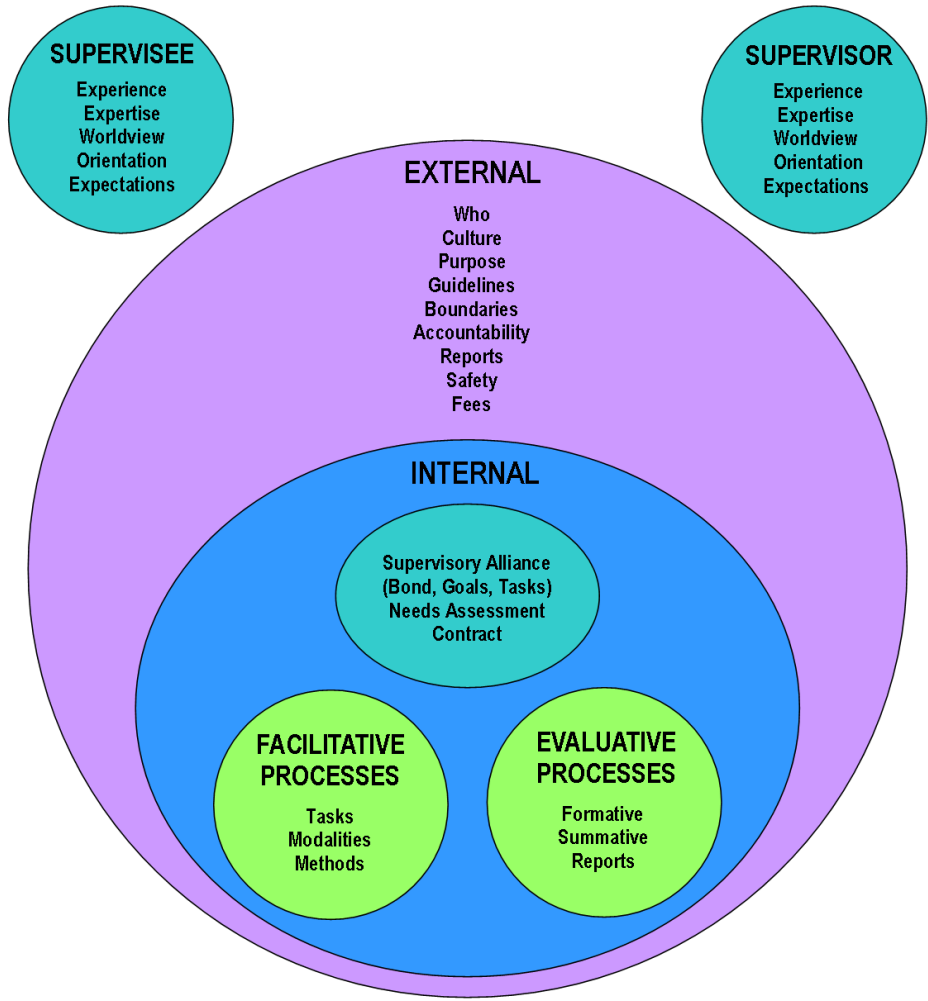 SUPERVISEE
Experience
Expertise
Worldview
Orientation
Expectations
SUPERVISOR
Experience
Expertise
Worldview
Orientation
Expectations
EXTERNAL
Who
Culture
Purpose
Guidelines
Boundaries
Accountability
Reports
Safety
Fees
INTERNAL
Supervisory Alliance
(Bond, Goals, Tasks)
Needs Assessment
Contract
FACILITATIVE
PROCESSES
Tasks
Modalities
Methods
EVALUATIVE
PROCESSES
Formative
Summative
Reports